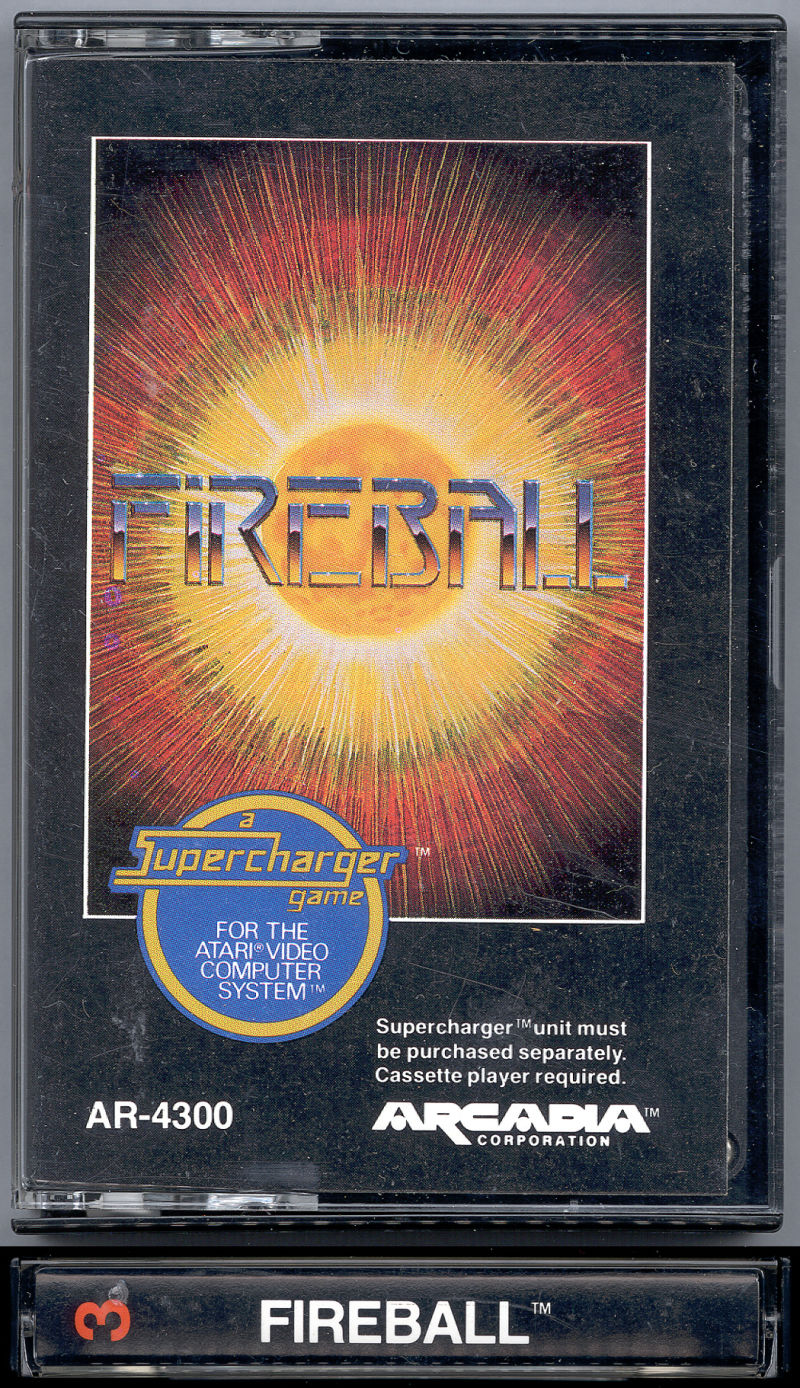 FIREBALL
a
Supercharger™
game
FOR THE
ATARI® VIDEO
COMPUTER
SYSTEM™
Supercharger™ unit must
be purchased separately.
Cassette player required.
AR-4300
ARCADIA™
CORPORATION
3 FIREBALL™